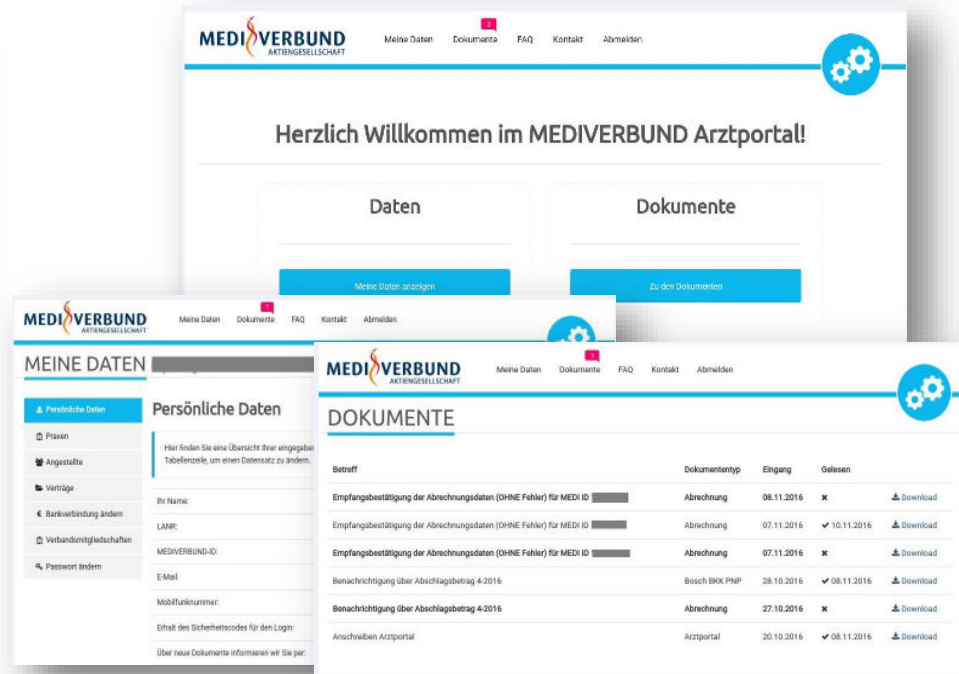 MEDI VERBUND
AKTIENGESELLSCHAFT
Meine Daten Dokumente 3 FAQ Kontakt Abmelden
Herzlich Willkommen im MEDIVERBUND Arztportal!
Daten
Meine Daten anzeigen
Dokumente
Zu den Dokumenten
MEDI VERBUND
AKTIENGESELLSCHAFT
Meine Daten Dokumente FAQ Kontakt Abmelden
MEINE DATEN
Persönliche Daten
Praxen
Angestellte
Verträge
Bankverbindung ändern
Verbandsmitgliedschaften
Passwort ändern
Persönliche Daten
Hier finden Sie eine Übersicht Ihrer eingegeben
Tabellenzeile, um einen Datensatz zu ändern.
Ihr Name:
LANR:
MEDIVERBUND-ID:
E-Mail:
Mobilfunknummer:
Erhalt des Sicherheitscodes für den Login:
Über neue Dokumente informieren wir Sie per:
MEDI VERBUND
AKTIENGESELLSCHAFT
Meine Daten Dokumente 3 FAQ Kontakt Abmelden
DOKUMENTE
Betreff Dokumententyp Eingang Gelesen
Empfangsbestätigung der Abrechnungsdaten (OHNE Fehler) für MEDI ID Abrechnung 08.11.2016 ✖ Download
Empfangsbestätigung der Abrechnungsdaten (OHNE Fehler) für MEDI ID Abrechnung 07.11.2016 ✔ 10.11.2016 Download
Empfangsbestätigung der Abrechnungsdaten (OHNE Fehler) für MEDI ID Abrechnung 07.11.2016 ✖ Download
Benachrichtigung über Abschlagsbetrag 4-2016 Bosch BKK PNP 28.10.2016 ✔ 08.11.2016 Download
Benachrichtigung über Abschlagsbetrag 4-2016 Abrechnung 27.10.2016 ✖ Download
Anschreiben Arztportal Arztportal 20.10.2016 ✔ 08.11.2016 Download